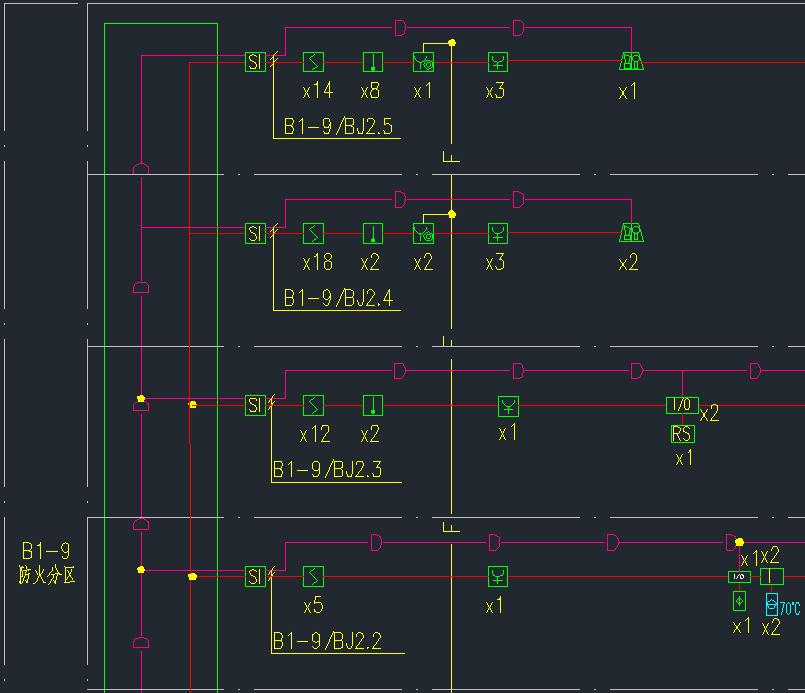 SI
x14 x8 x1 x3 x1
B1-9/BJ2.5
F
SI
x18 x2 x2 x3 x2
B1-9/BJ2.4
F
SI
I/O x2
RS
x12 x2 x1 x1
B1-9/BJ2.3
F
B1-9
防火分区
SI
x1 x2
I/O I
70℃
x5 x1 x1 x2
B1-9/BJ2.2